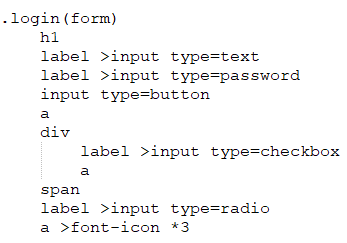 .login(form)
h1
label >input type=text
label >input type=password
input type=button
a
div
label >input type=checkbox
a
span
label >input type=radio
a >font-icon *3